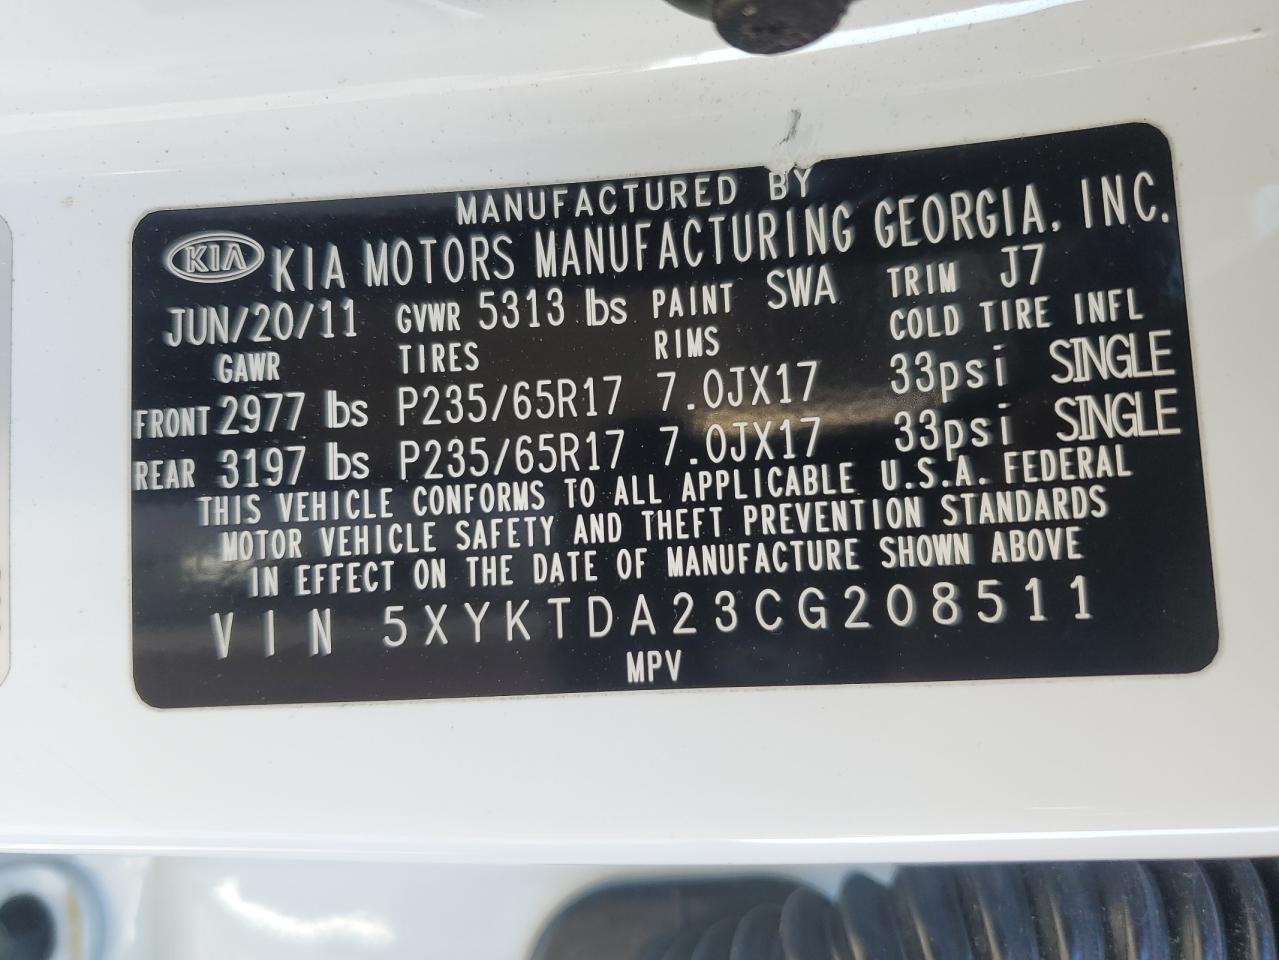 MANUFACTURED BY
KIA KIA MOTORS MANUFACTURING GEORGIA, INC.
JUN/20/11 GVWR 5313 lbs PAINT SWA TRIM J7
GAWR TIRES RIMS COLD TIRE INFL
FRONT 2977 lbs P235/65R17 7.0JX17 33psi SINGLE
REAR 3197 lbs P235/65R17 7.0JX17 33psi SINGLE
THIS VEHICLE CONFORMS TO ALL APPLICABLE U.S.A. FEDERAL
MOTOR VEHICLE SAFETY AND THEFT PREVENTION STANDARDS
IN EFFECT ON THE DATE OF MANUFACTURE SHOWN ABOVE
VIN 5XYKTDA23CG208511
MPV